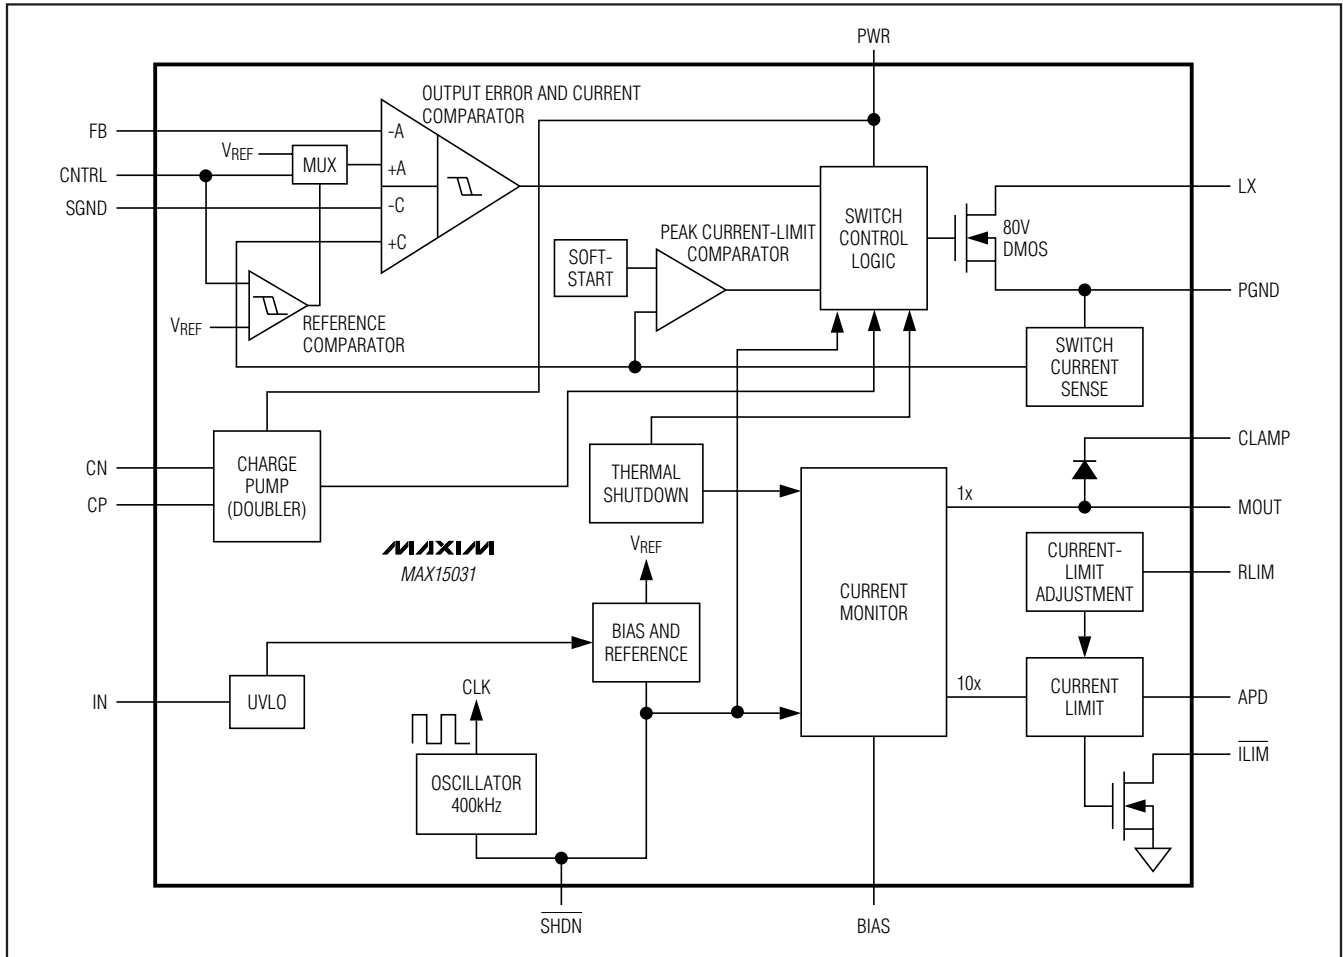 PWR
OUTPUT ERROR AND CURRENT
COMPARATOR
FB
-A
VREF
MUX
+A
CNTRL
SGND
-C
+C
SWITCH
CONTROL
LOGIC
LX
80V
DMOS
PEAK CURRENT-LIMIT
COMPARATOR
SOFT-
START
PGND
VREF
REFERENCE
COMPARATOR
SWITCH
CURRENT
SENSE
CLAMP
CN
CP
CHARGE
PUMP
(DOUBLER)
THERMAL
SHUTDOWN
1x
MOUT
MAXIM
MAX15031
VREF
CURRENT
MONITOR
CURRENT-
LIMIT
ADJUSTMENT
RLIM
BIAS AND
REFERENCE
IN
UVLO
CLK
10x
CURRENT
LIMIT
APD
ILIM
OSCILLATOR
400kHz
SHDN
BIAS